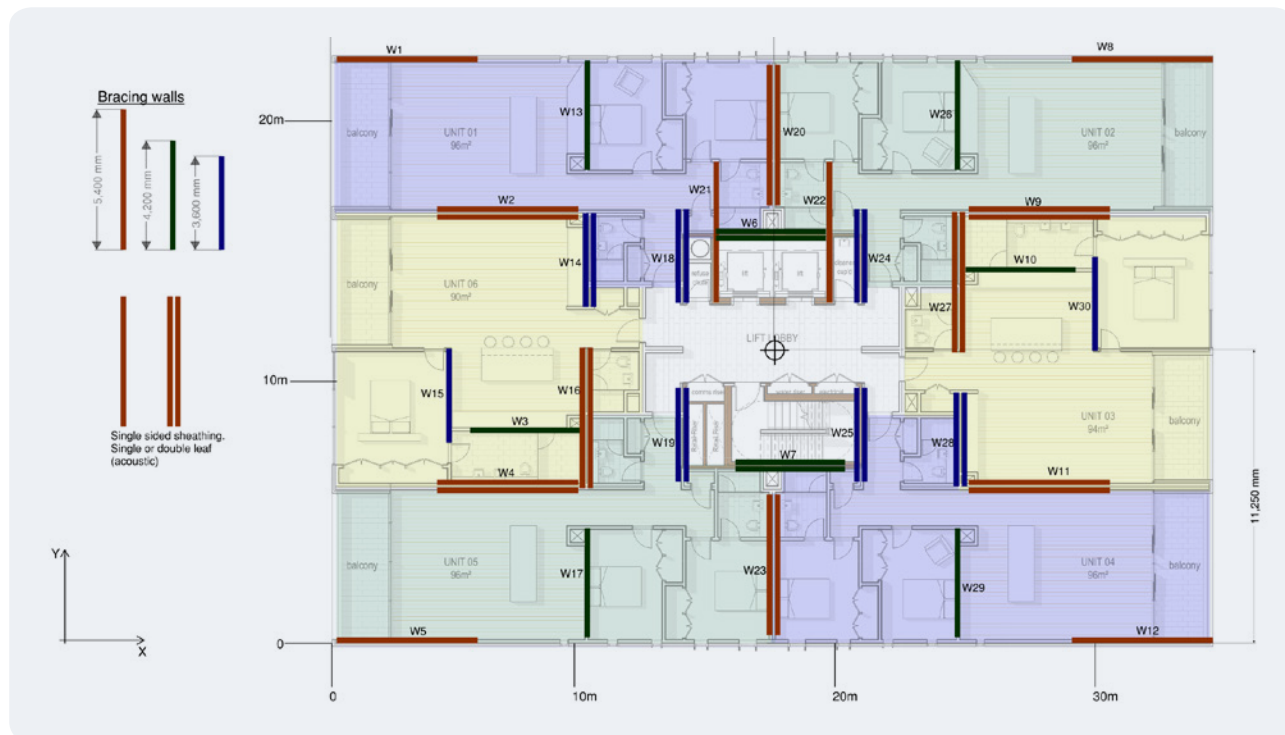 W1
W8
Bracing walls
5,400 mm
4,200 mm
3,600 mm
20m
balcony
UNIT 01
96m²
W13
W20
W26
UNIT 02
96m²
balcony
W2
W21
W22
W9
W6
W14
W18
lift
lift
W24
W10
balcony
UNIT 06
90m²
W27
W30
LIFT LOBBY
10m
W15
W16
W3
W19
W25
W28
UNIT 03
94m²
balcony
Single sided sheathing.
Single or double leaf
(acoustic)
W4
W7
W11
11,250 mm
Y
balcony
UNIT 05
96m²
W17
W23
W29
UNIT 04
96m²
balcony
W5
W12
X
0
0
10m
20m
30m